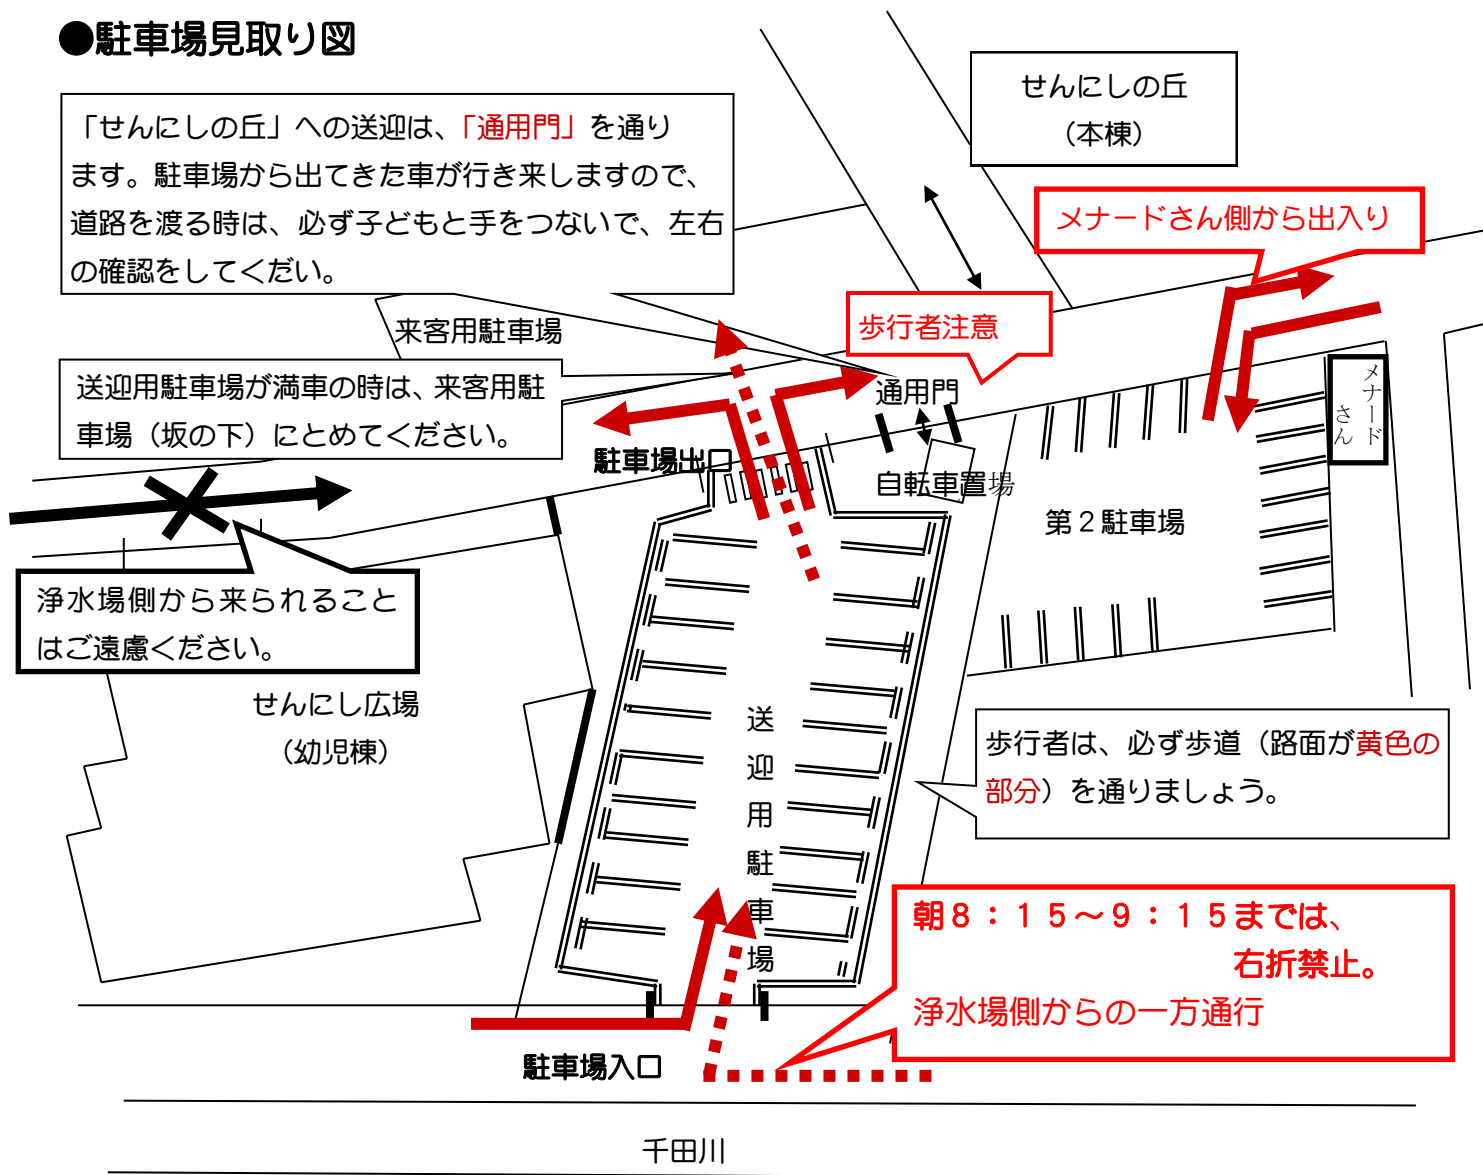 ●駐車場見取り図
せんにしの丘
（本棟）
「せんにしの丘」への送迎は、「通用門」を通り
ます。駐車場から出てきた車が行き来しますので、
道路を渡る時は、必ず子どもと手をつないで、左右
の確認をしてくだい。
メナードさん側から出入り
来客用駐車場
歩行者注意
送迎用駐車場が満車の時は、来客用駐
車場（坂の下）にとめてください。
通用門
メナード
さん
駐車場出口
自転車置場
第２駐車場
浄水場側から来られること
はご遠慮ください。
せんにし広場
（幼児棟）
送迎用駐車場
歩行者は、必ず歩道（路面が黄色の
部分）を通りましょう。
朝８：１５～９：１５までは、
右折禁止。
浄水場側からの一方通行
駐車場入口
千田川